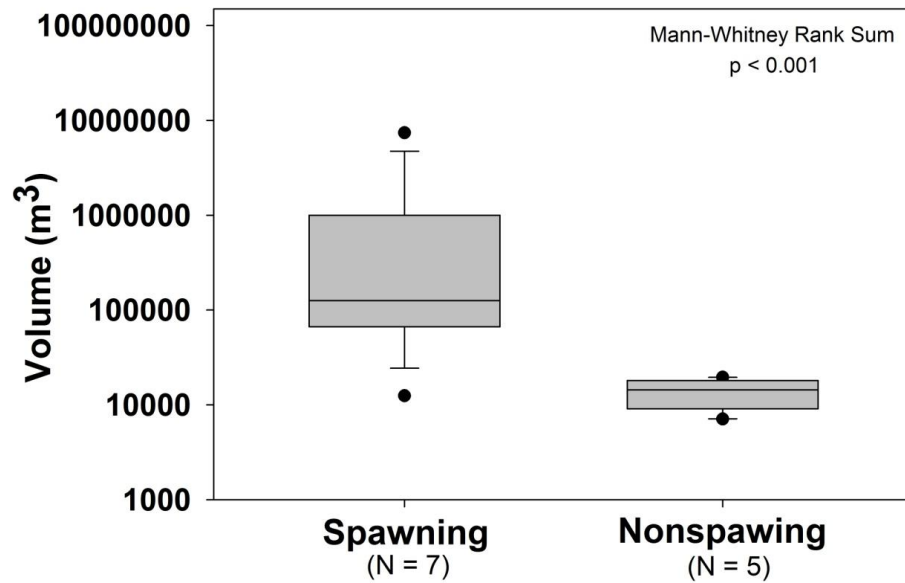 Mann-Whitney Rank Sum
p < 0.001
Volume (m³)
100000000
10000000
1000000
100000
10000
1000
Spawning
(N = 7)
Nonspawing
(N = 5)